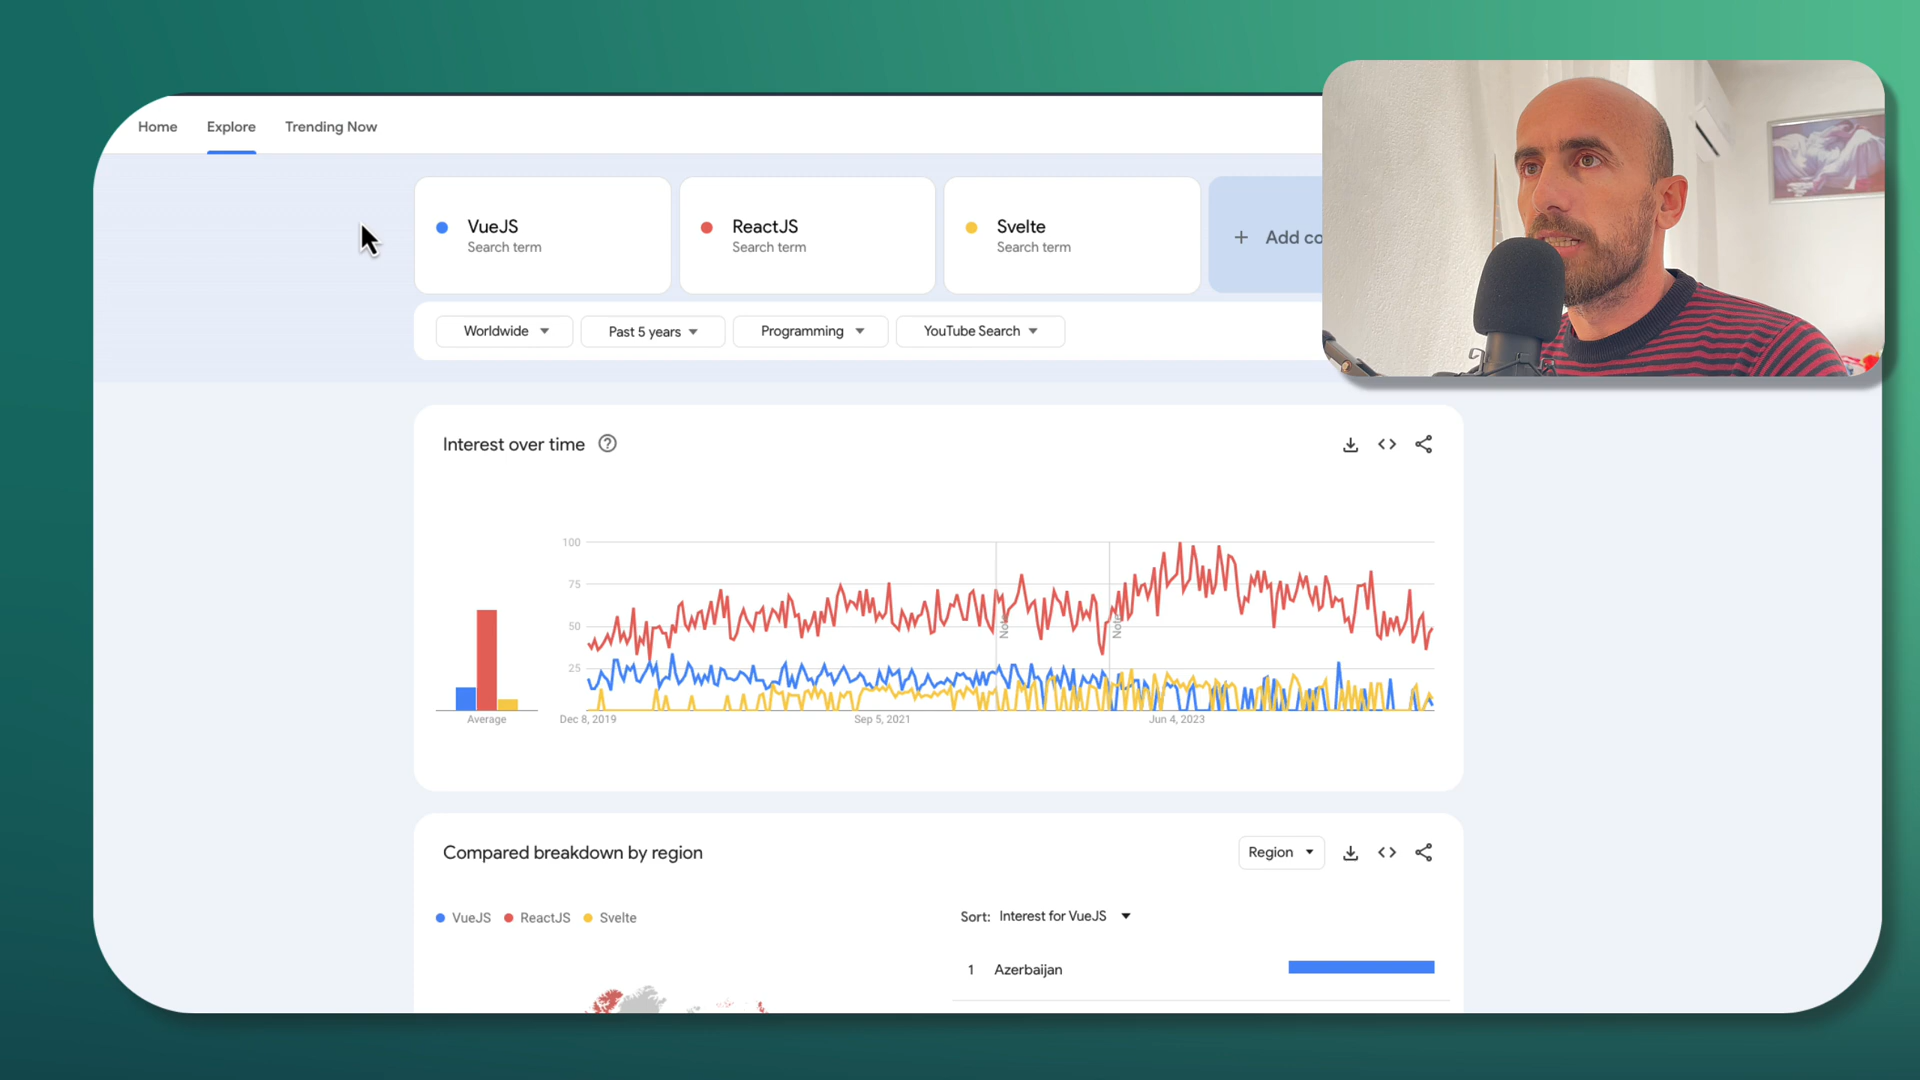 Home Explore Trending Now
VueJS
Search term
ReactJS
Search term
Svelte
Search term
+ Add co
Worldwide Past 5 years Programming YouTube Search
Interest over time
100
75
50
25
Note
Note
Average
Dec 8, 2019 Sep 5, 2021 Jun 4, 2023
Compared breakdown by region
Region
VueJS ReactJS Svelte
Sort: Interest for VueJS
1 Azerbaijan